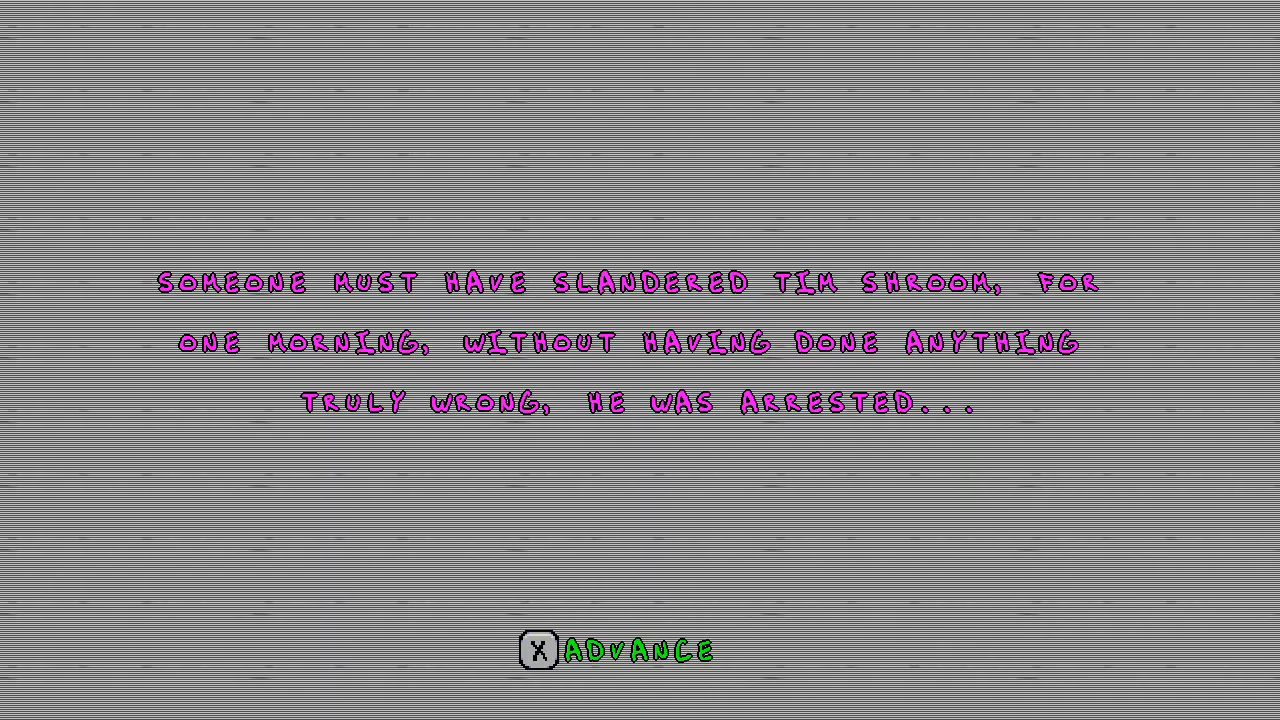 SOMEONE MUST HAVE SLANDERED TIM SHROOM, FOR
ONE MORNING, WITHOUT HAVING DONE ANYTHING
TRULY WRONG, HE WAS ARRESTED...
X ADVANCE